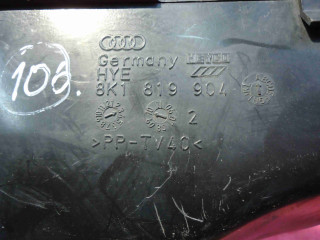 Germany
HYE
108.
8K1 819 904
2
>PP-TV40<